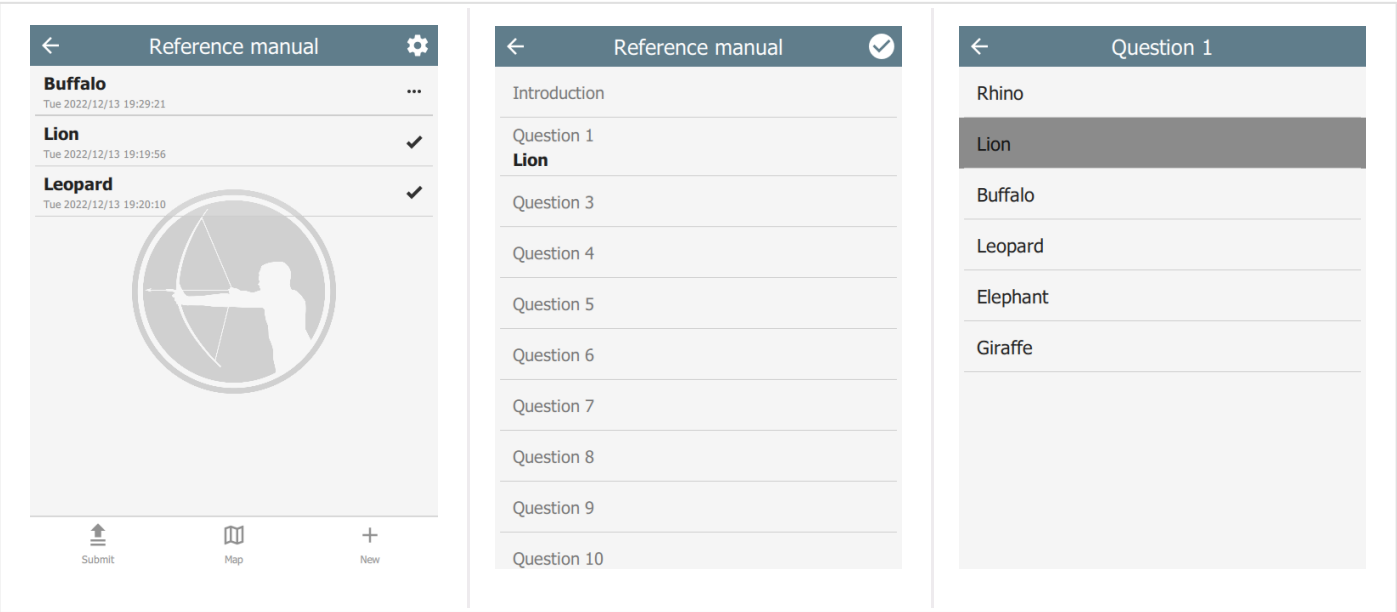 Reference manual
Buffalo
Tue 2022/12/13 19:29:21
Lion
Tue 2022/12/13 19:19:56
Leopard
Tue 2022/12/13 19:20:10
Submit
Map
New
Reference manual
Introduction
Question 1
Lion
Question 3
Question 4
Question 5
Question 6
Question 7
Question 8
Question 9
Question 10
Question 1
Rhino
Lion
Buffalo
Leopard
Elephant
Giraffe